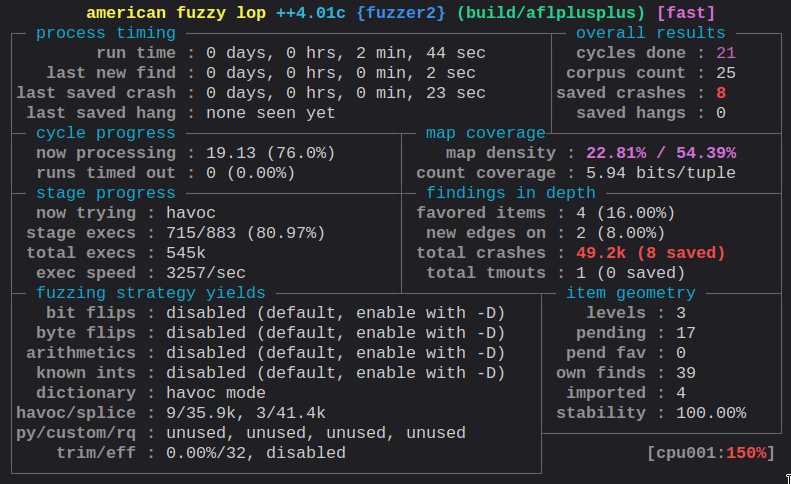 american fuzzy lop ++4.01c {fuzzer2} (build/aflplusplus) [fast]
process timing overall results
run time : 0 days, 0 hrs, 2 min, 44 sec cycles done : 21
last new find : 0 days, 0 hrs, 0 min, 2 sec corpus count : 25
last saved crash : 0 days, 0 hrs, 0 min, 23 sec saved crashes : 8
last saved hang : none seen yet saved hangs : 0
cycle progress map coverage
now processing : 19.13 (76.0%) map density : 22.81% / 54.39%
runs timed out : 0 (0.00%) count coverage : 5.94 bits/tuple
stage progress findings in depth
now trying : havoc favored items : 4 (16.00%)
stage execs : 715/883 (80.97%) new edges on : 2 (8.00%)
total execs : 545k total crashes : 49.2k (8 saved)
exec speed : 3257/sec total tmouts : 1 (0 saved)
fuzzing strategy yields item geometry
bit flips : disabled (default, enable with -D) levels : 3
byte flips : disabled (default, enable with -D) pending : 17
arithmetics : disabled (default, enable with -D) pend fav : 0
known ints : disabled (default, enable with -D) own finds : 39
dictionary : havoc mode imported : 4
havoc/splice : 9/35.9k, 3/41.4k stability : 100.00%
py/custom/rq : unused, unused, unused, unused
trim/eff : 0.00%/32, disabled [cpu001:150%]